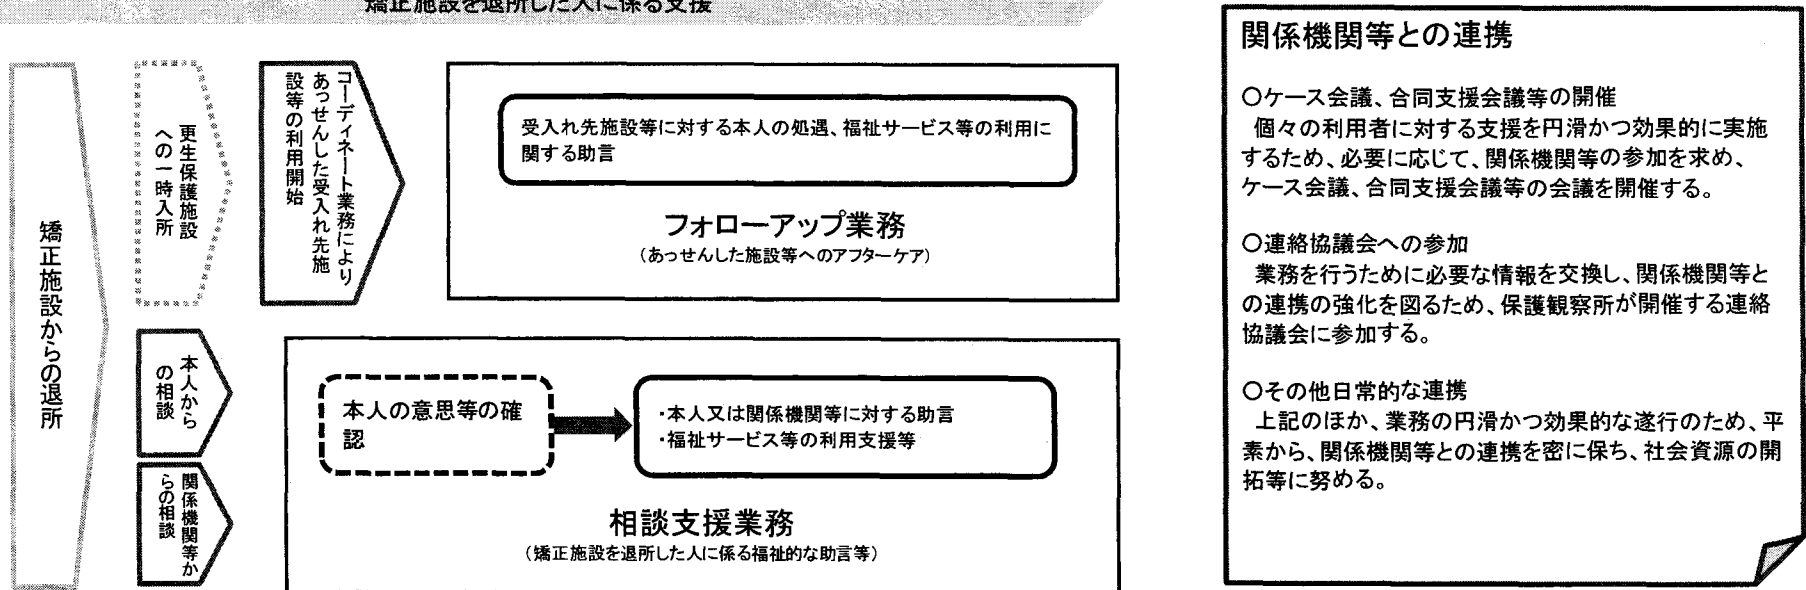 矯正施設を退所した人に係る支援
矯正施設からの退所
更生保護施設
への一時入所
コーディネート業務により
あっせんした受入れ先施
設等の利用開始
受入れ先施設等に対する本人の処遇、福祉サービス等の利用に
関する助言
フォローアップ業務
(あっせんした施設等へのアフターケア)
本人から
の相談
関係機関等か
らの相談
本人の意思等の確
認
・本人又は関係機関等に対する助言
・福祉サービス等の利用支援等
相談支援業務
(矯正施設を退所した人に係る福祉的な助言等)
関係機関等との連携
○ケース会議、合同支援会議等の開催
個々の利用者に対する支援を円滑かつ効果的に実施
するため、必要に応じて、関係機関等の参加を求め、
ケース会議、合同支援会議等の会議を開催する。
○連絡協議会への参加
業務を行うために必要な情報を交換し、関係機関等と
の連携の強化を図るため、保護観察所が開催する連絡
協議会に参加する。
○その他日常的な連携
上記のほか、業務の円滑かつ効果的な遂行のため、平
素から、関係機関等との連携を密に保ち、社会資源の開
拓等に努める。